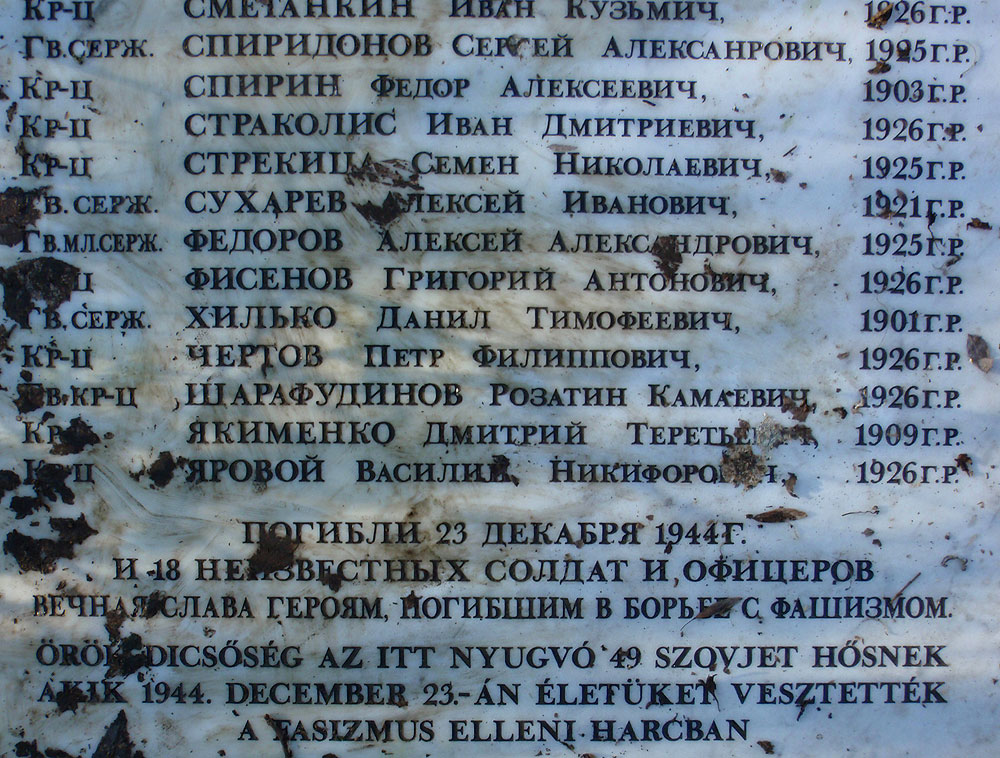 Кр-ц СМЕТАНКИН Иван Кузьмич, 1926 г.р.
Гв.серж. СПИРИДОНОВ Сергей Алексанрович, 1925 г.р.
Кр-ц СПИРИН Федор Алексеевич, 1903 г.р.
Кр-ц СТРАКОЛИС Иван Дмитриевич, 1926 г.р.
Кр-ц СТРЕКИЦА Семен Николаевич, 1925 г.р.
Гв. серж. СУХАРЕВ Алексей Иванович, 1921 г.р.
Гв.мл.серж. ФЕДОРОВ Алексей Александрович, 1925 г.р.
Кр-ц ФИСЕНОВ Григорий Антонович, 1926 г.р.
Гв. серж. ХИЛЬКО Данил Тимофеевич, 1901 г.р.
Кр-ц ЧЕРТОВ Петр Филиппович, 1926 г.р.
Гв.кр-ц ШАРАФУДИНОВ Розатин Камаевич, 1926 г.р.
Кр-ц ЯКИМЕНКО Дмитрий Теретьевич, 1909 г.р.
Кр-ц ЯРОВОЙ Василий Никифорович, 1926 г.р.
ПОГИБЛИ 23 ДЕКАБРЯ 1944 Г.
И 18 НЕИЗВЕСТНЫХ СОЛДАТ И ОФИЦЕРОВ
ВЕЧНАЯ СЛАВА ГЕРОЯМ, ПОГИБШИМ В БОРЬБЕ С ФАШИЗМОМ.
ÖRÖK DICSŐSÉG AZ ITT NYUGVÓ 49 SZOVJET HŐSNEK
AKIK 1944. DECEMBER 23.-ÁN ÉLETÜKET VESZTETTÉK
A FASIZMUS ELLENI HARCBAN